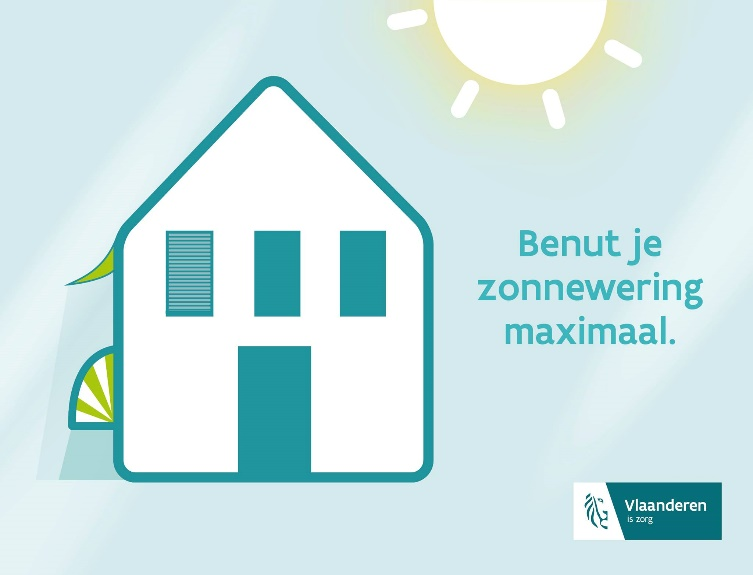 Benut je
zonnewering
maximaal.
Vlaanderen
is zorg